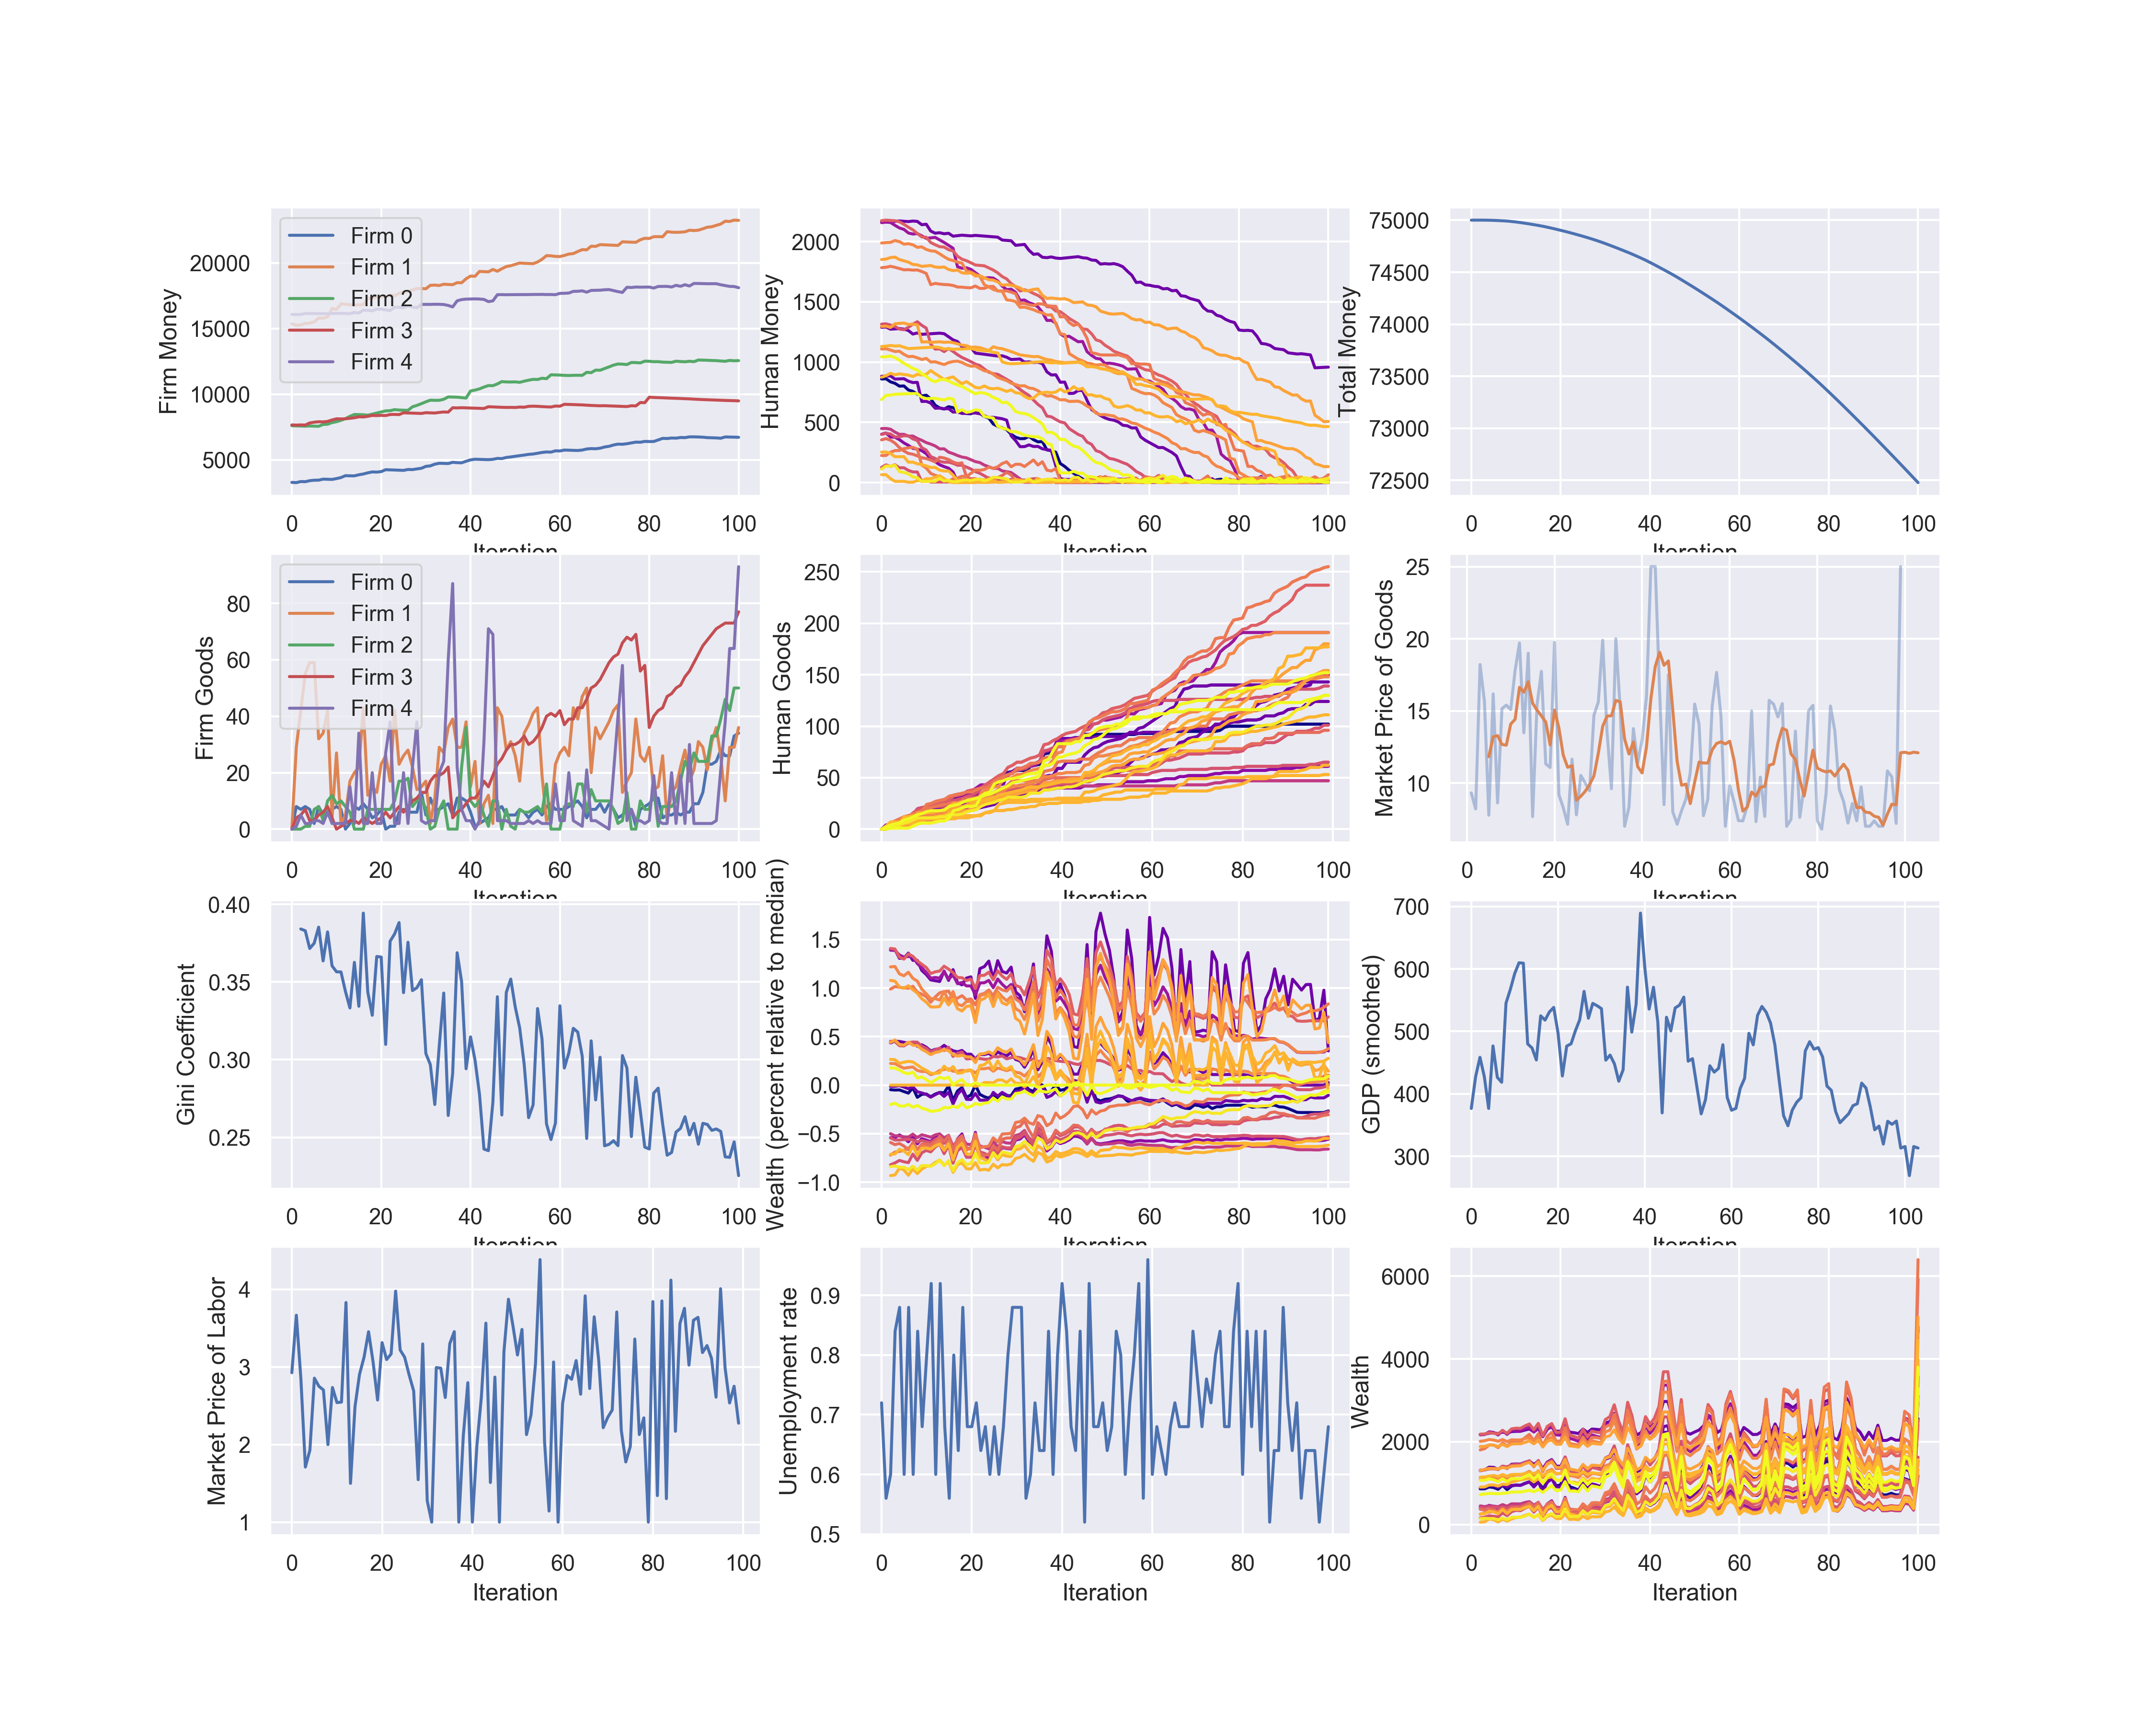 Firm Money
20000
15000
10000
5000
Firm 0
Firm 1
Firm 2
Firm 3
Firm 4
0 20 40 60 80 100
Iteration
Human Money
2000
1500
1000
500
0
0 20 40 60 80 100
Iteration
Total Money
75000
74500
74000
73500
73000
72500
0 20 40 60 80 100
Iteration
Firm Goods
80
60
40
20
0
Firm 0
Firm 1
Firm 2
Firm 3
Firm 4
0 20 40 60 80 100
Iteration
Human Goods
250
200
150
100
50
0
0 20 40 60 80 100
Iteration
Market Price of Goods
25
20
15
10
0 20 40 60 80 100
Iteration
Gini Coefficient
0.40
0.35
0.30
0.25
0 20 40 60 80 100
Iteration
Wealth (percent relative to median)
1.5
1.0
0.5
0.0
−0.5
−1.0
0 20 40 60 80 100
Iteration
GDP (smoothed)
700
600
500
400
300
0 20 40 60 80 100
Iteration
Market Price of Labor
4
3
2
1
0 20 40 60 80 100
Iteration
Unemployment rate
0.9
0.8
0.7
0.6
0.5
0 20 40 60 80 100
Iteration
Wealth
6000
4000
2000
0
0 20 40 60 80 100
Iteration